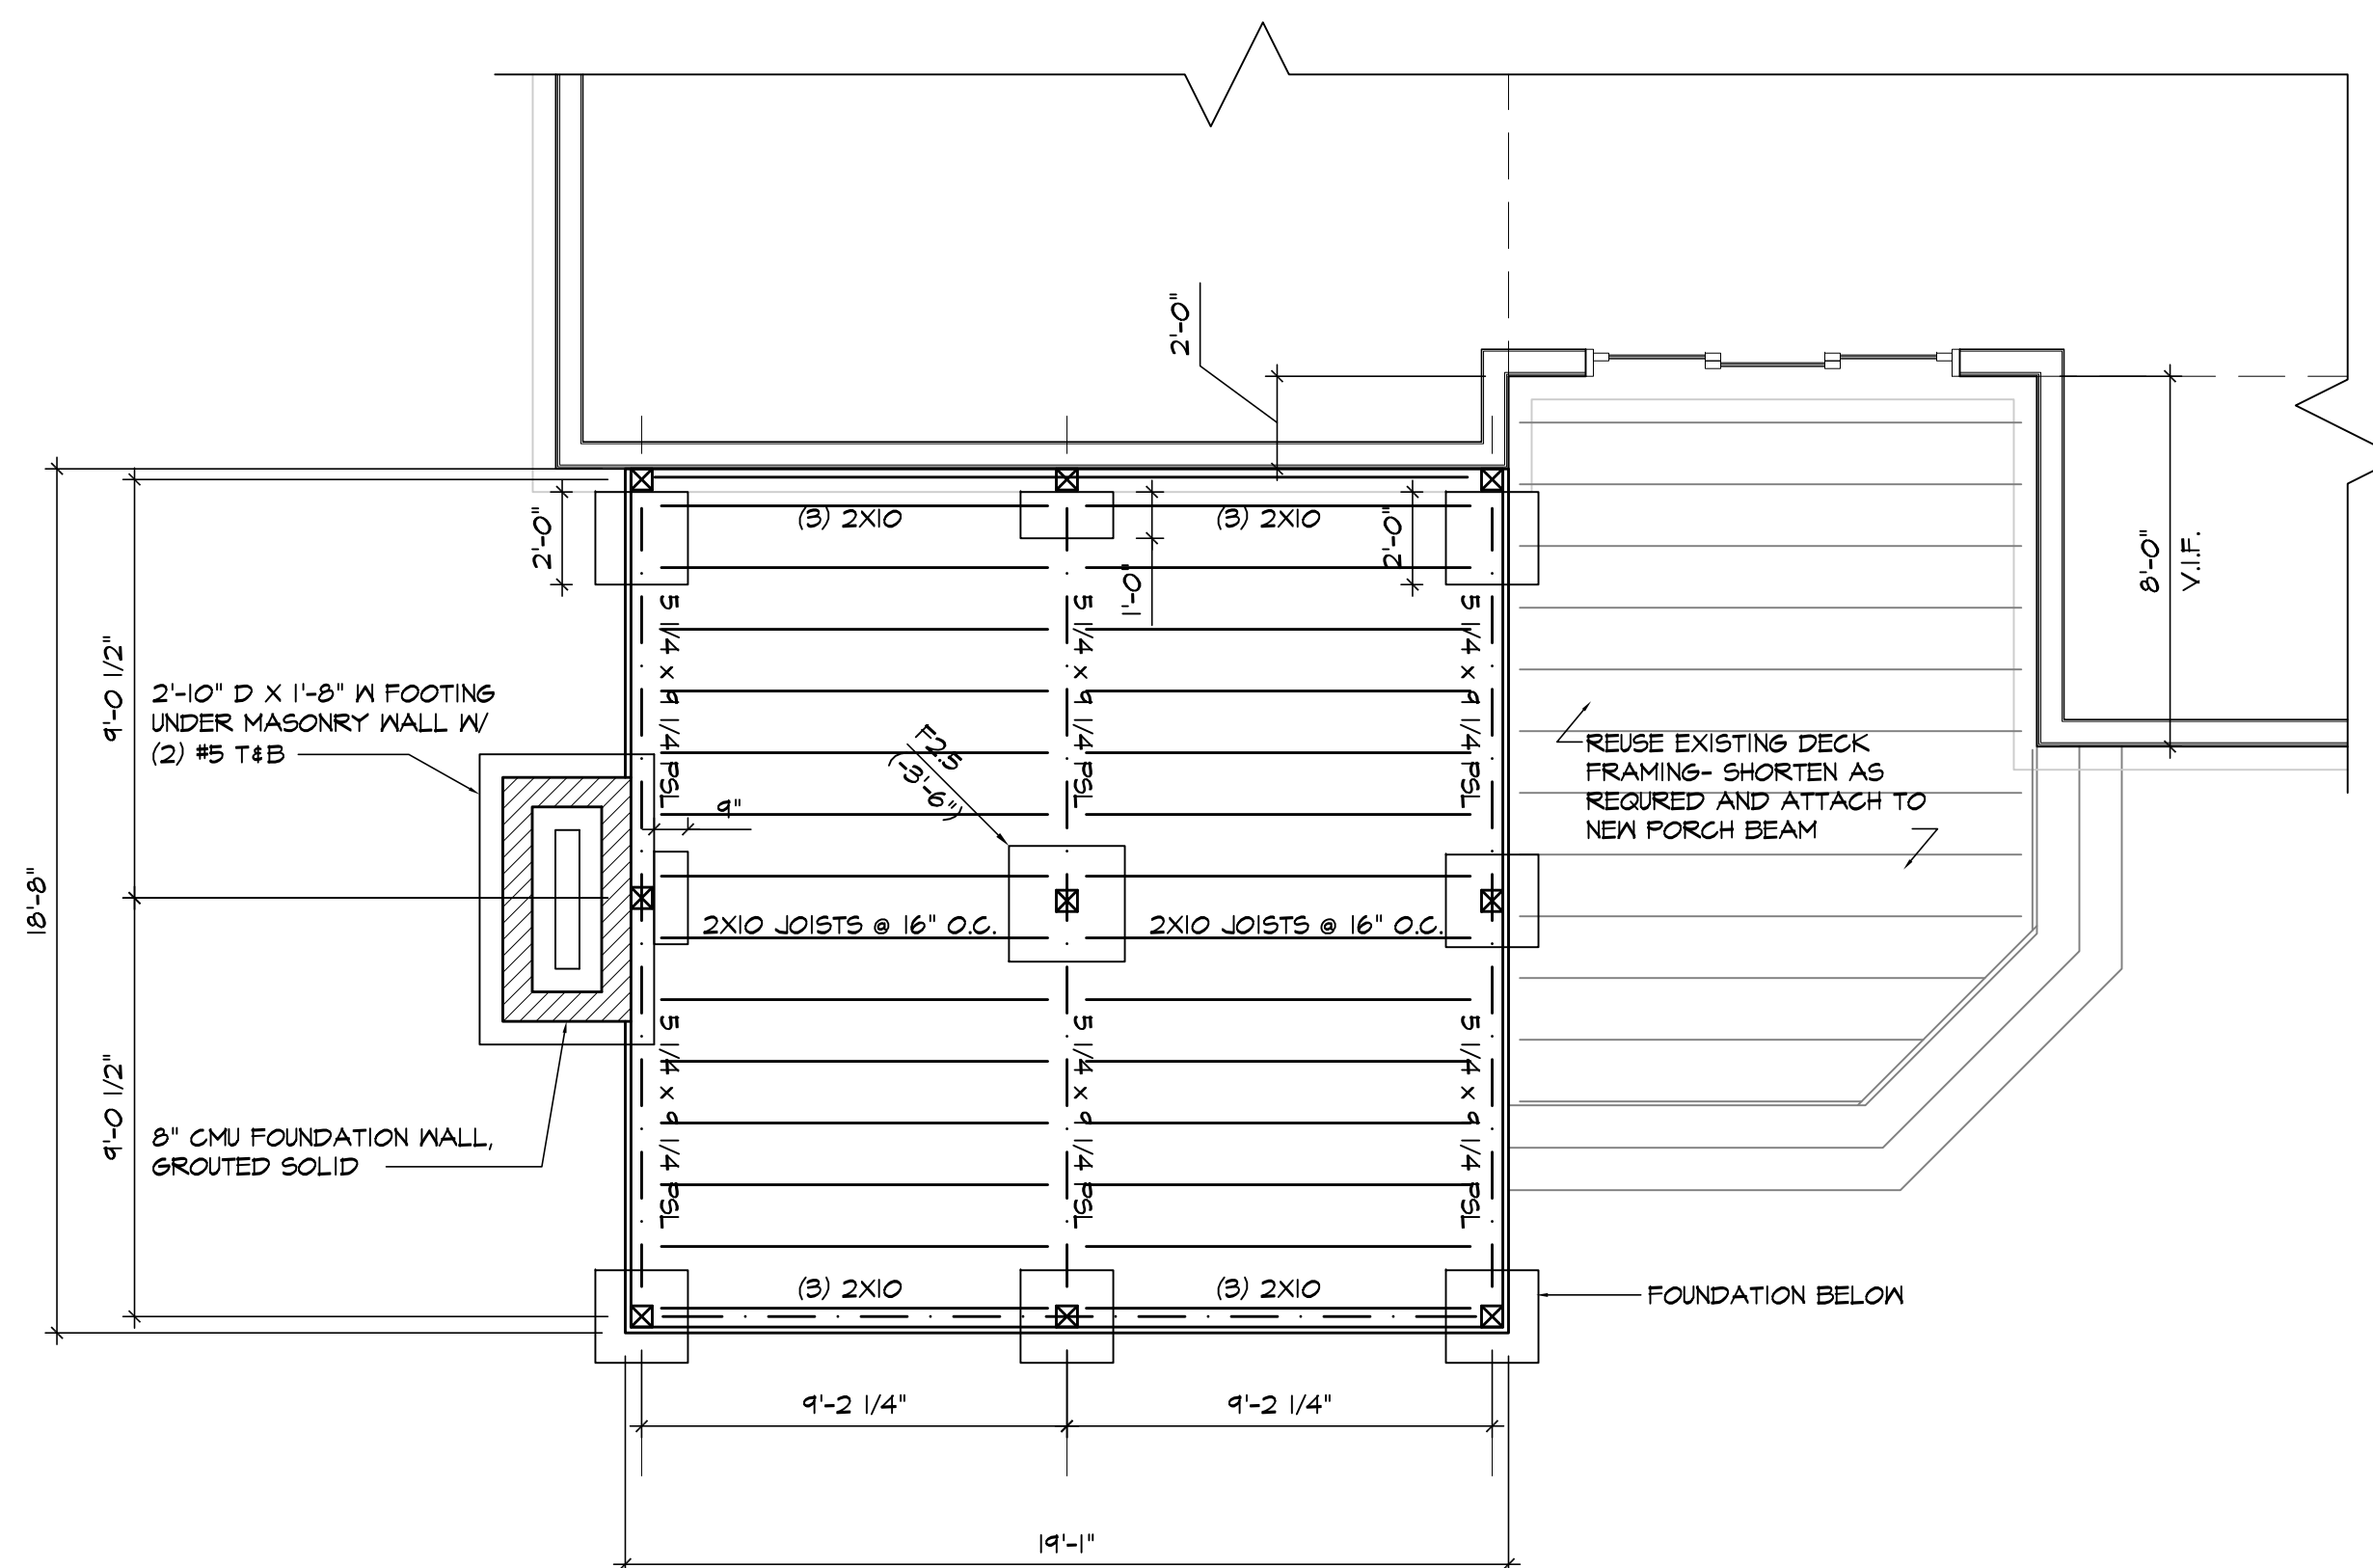 2'-0"
(3) 2X10
(3) 2X10
2'-0"
1'-0"
2'-0"
8'-0"
V.I.F.
5 1/4 x 9 1/4 PSL
5 1/4 x 9 1/4 PSL
5 1/4 x 9 1/4 PSL
9'-0 1/2"
2'-10" D X 1'-8" W FOOTING
UNDER MASONRY WALL W/
(2) #5 T&B
F2.5
(-3'-6")
9"
REUSE EXISTING DECK
FRAMING- SHORTEN AS
REQURED AND ATTACH TO
NEW PORCH BEAM
18'-8"
2X10 JOISTS @ 16" O.C.
2X10 JOISTS @ 16" O.C.
9'-0 1/2"
8" CMU FOUNDATION WALL,
GROUTED SOLID
5 1/4 x 9 1/4 PSL
5 1/4 x 9 1/4 PSL
5 1/4 x 9 1/4 PSL
(3) 2X10
(3) 2X10
FOUNDATION BELOW
9'-2 1/4"
9'-2 1/4"
19'-1"